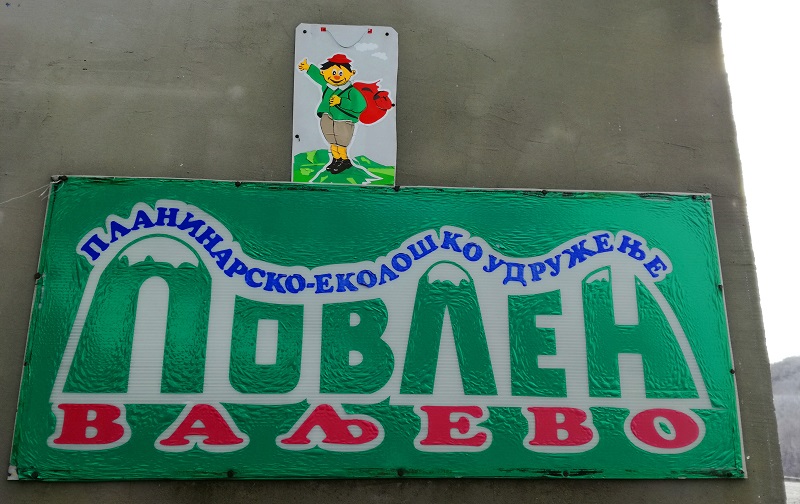 ПЛАНИНАРСКО-ЕКОЛОШКО УДРУЖЕЊЕ
ПОВЛЕН
ВАЉЕВО